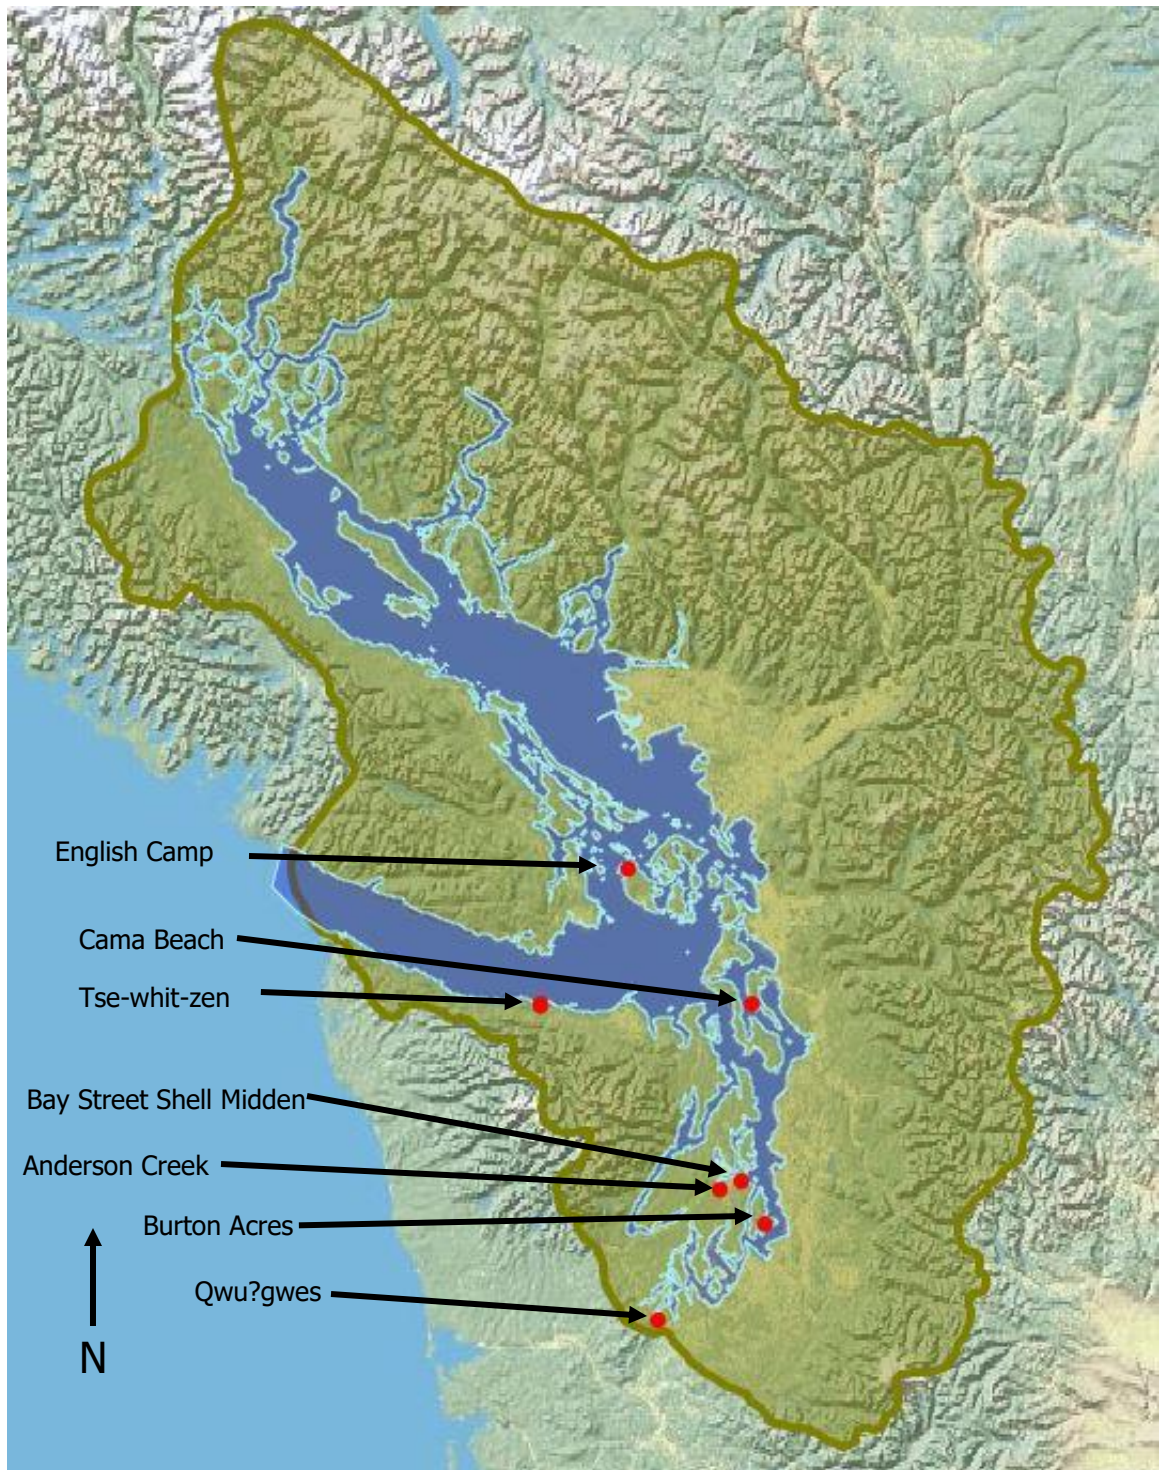 English Camp
Cama Beach
Tse-whit-zen
Bay Street Shell Midden
Anderson Creek
Burton Acres
Qwu?gwes
N